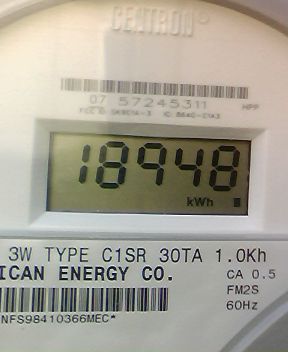 CENTRON
07 57245311 HPP
18948
kWh
3W TYPE C1SR 30TA 1.0Kh
ICAN ENERGY CO. CA 0.5
FM2S
60Hz
NFS98410366MEC*